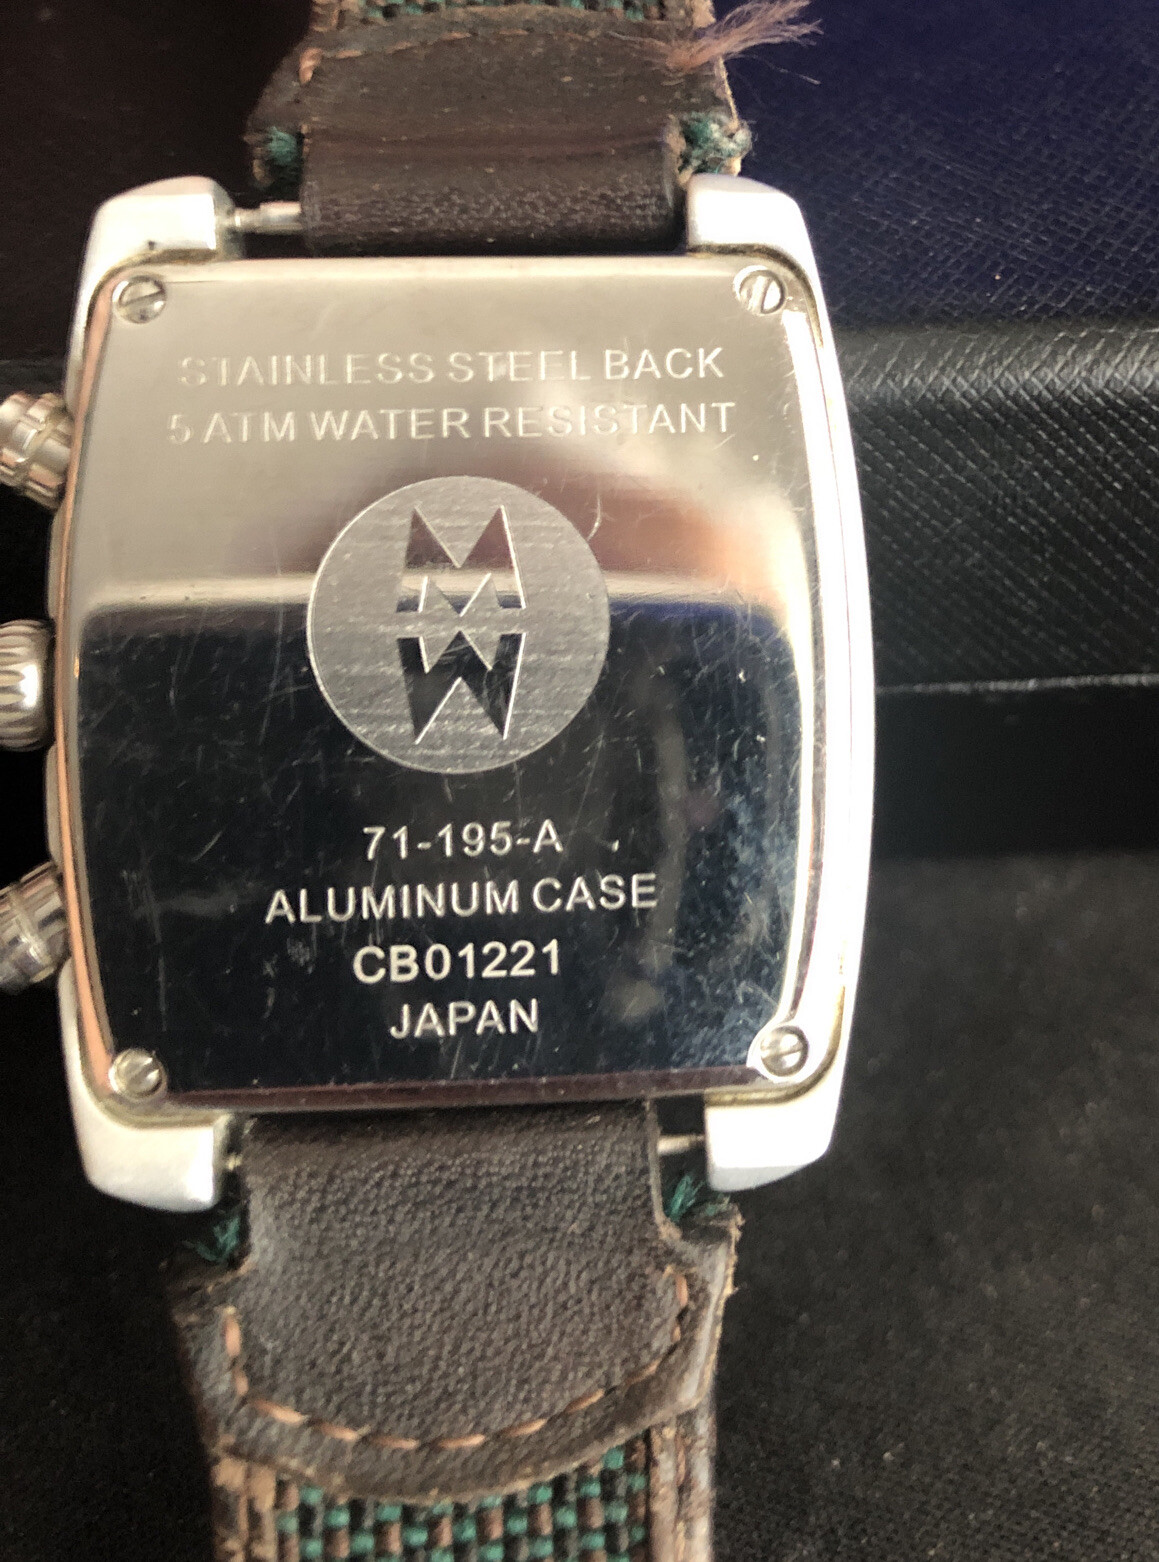 STAINLESS STEEL BACK
5 ATM WATER RESISTANT
71-195-A
ALUMINUM CASE
CB01221
JAPAN